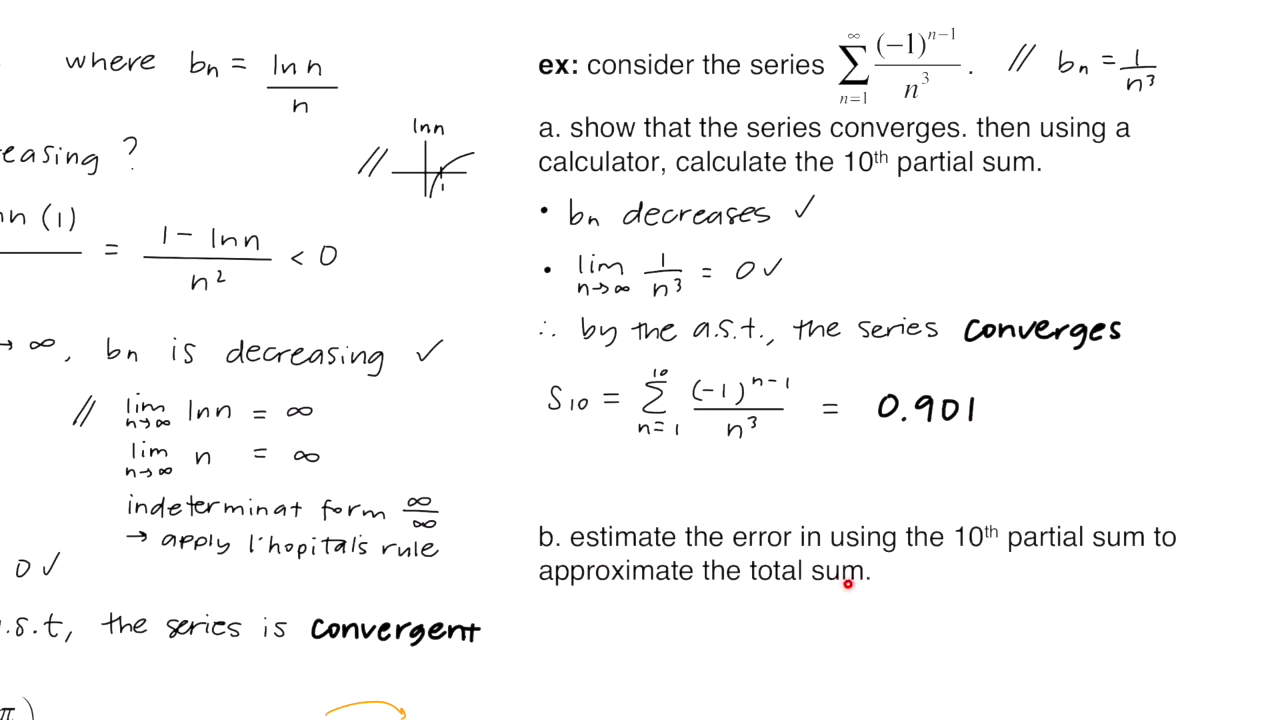 where bn = ln n / n
easing ?
// ln n
1
nn (1) = 1 - ln n / n² < 0
→ ∞, bn is decreasing ✓
// lim n→∞ ln n = ∞
lim n→∞ n = ∞
indeterminat form ∞/∞
→ apply l'hopital's rule
0 ✓
.s.t, the series is convergent
π )
ex: consider the series ∑ n=1 ∞ (−1)ⁿ⁻¹ / n³ . // bn = 1 / n³
a. show that the series converges. then using a
calculator, calculate the 10th partial sum.
• bn decreases ✓
• lim n→∞ 1 / n³ = 0 ✓
∴ by the a.s.t., the series converges
S10 = ∑ n=1 10 (-1)ⁿ⁻¹ / n³ = 0.901
b. estimate the error in using the 10th partial sum to
approximate the total sum.